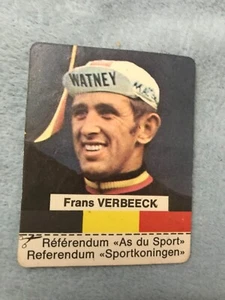 WATNEY
Frans VERBEECK
Référendum «As du Sport»
Referendum «Sportkoningen»